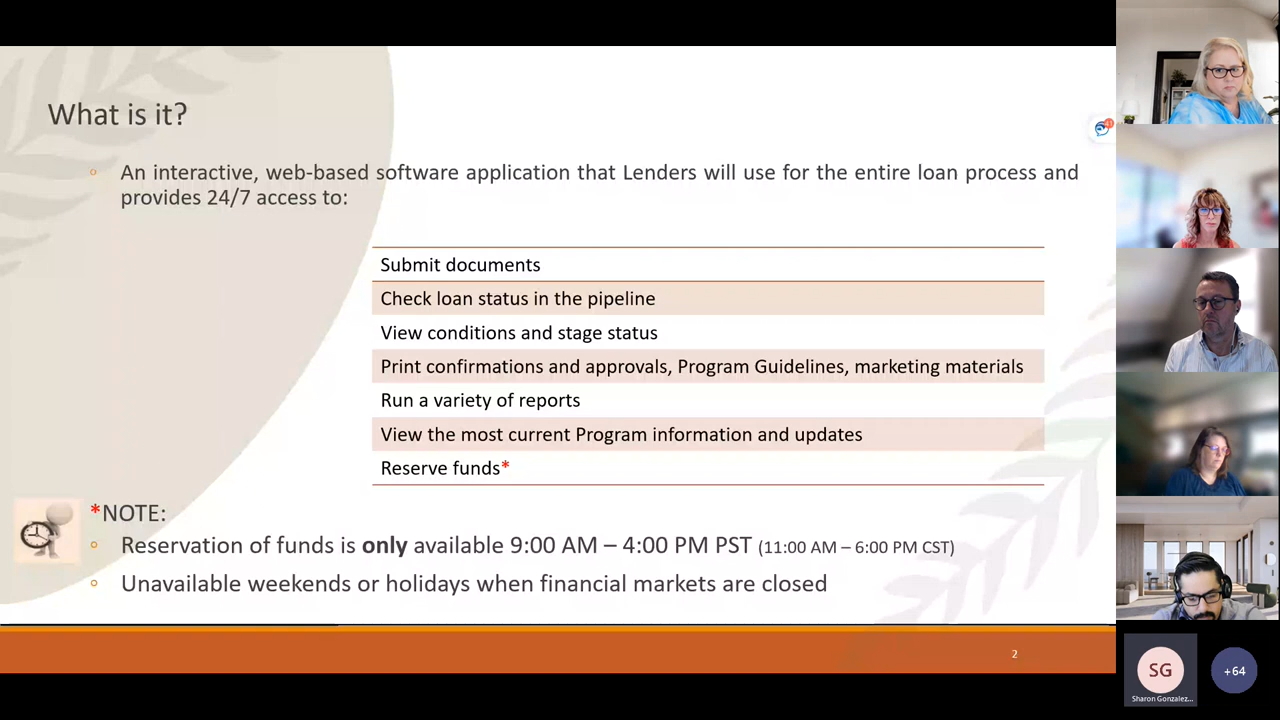 What is it?
An interactive, web-based software application that Lenders will use for the entire loan process and
provides 24/7 access to:
Submit documents
Check loan status in the pipeline
View conditions and stage status
Print confirmations and approvals, Program Guidelines, marketing materials
Run a variety of reports
View the most current Program information and updates
Reserve funds*
*NOTE:
Reservation of funds is only available 9:00 AM – 4:00 PM PST (11:00 AM – 6:00 PM CST)
Unavailable weekends or holidays when financial markets are closed
2
SG
Sharon Gonzalez...
+64